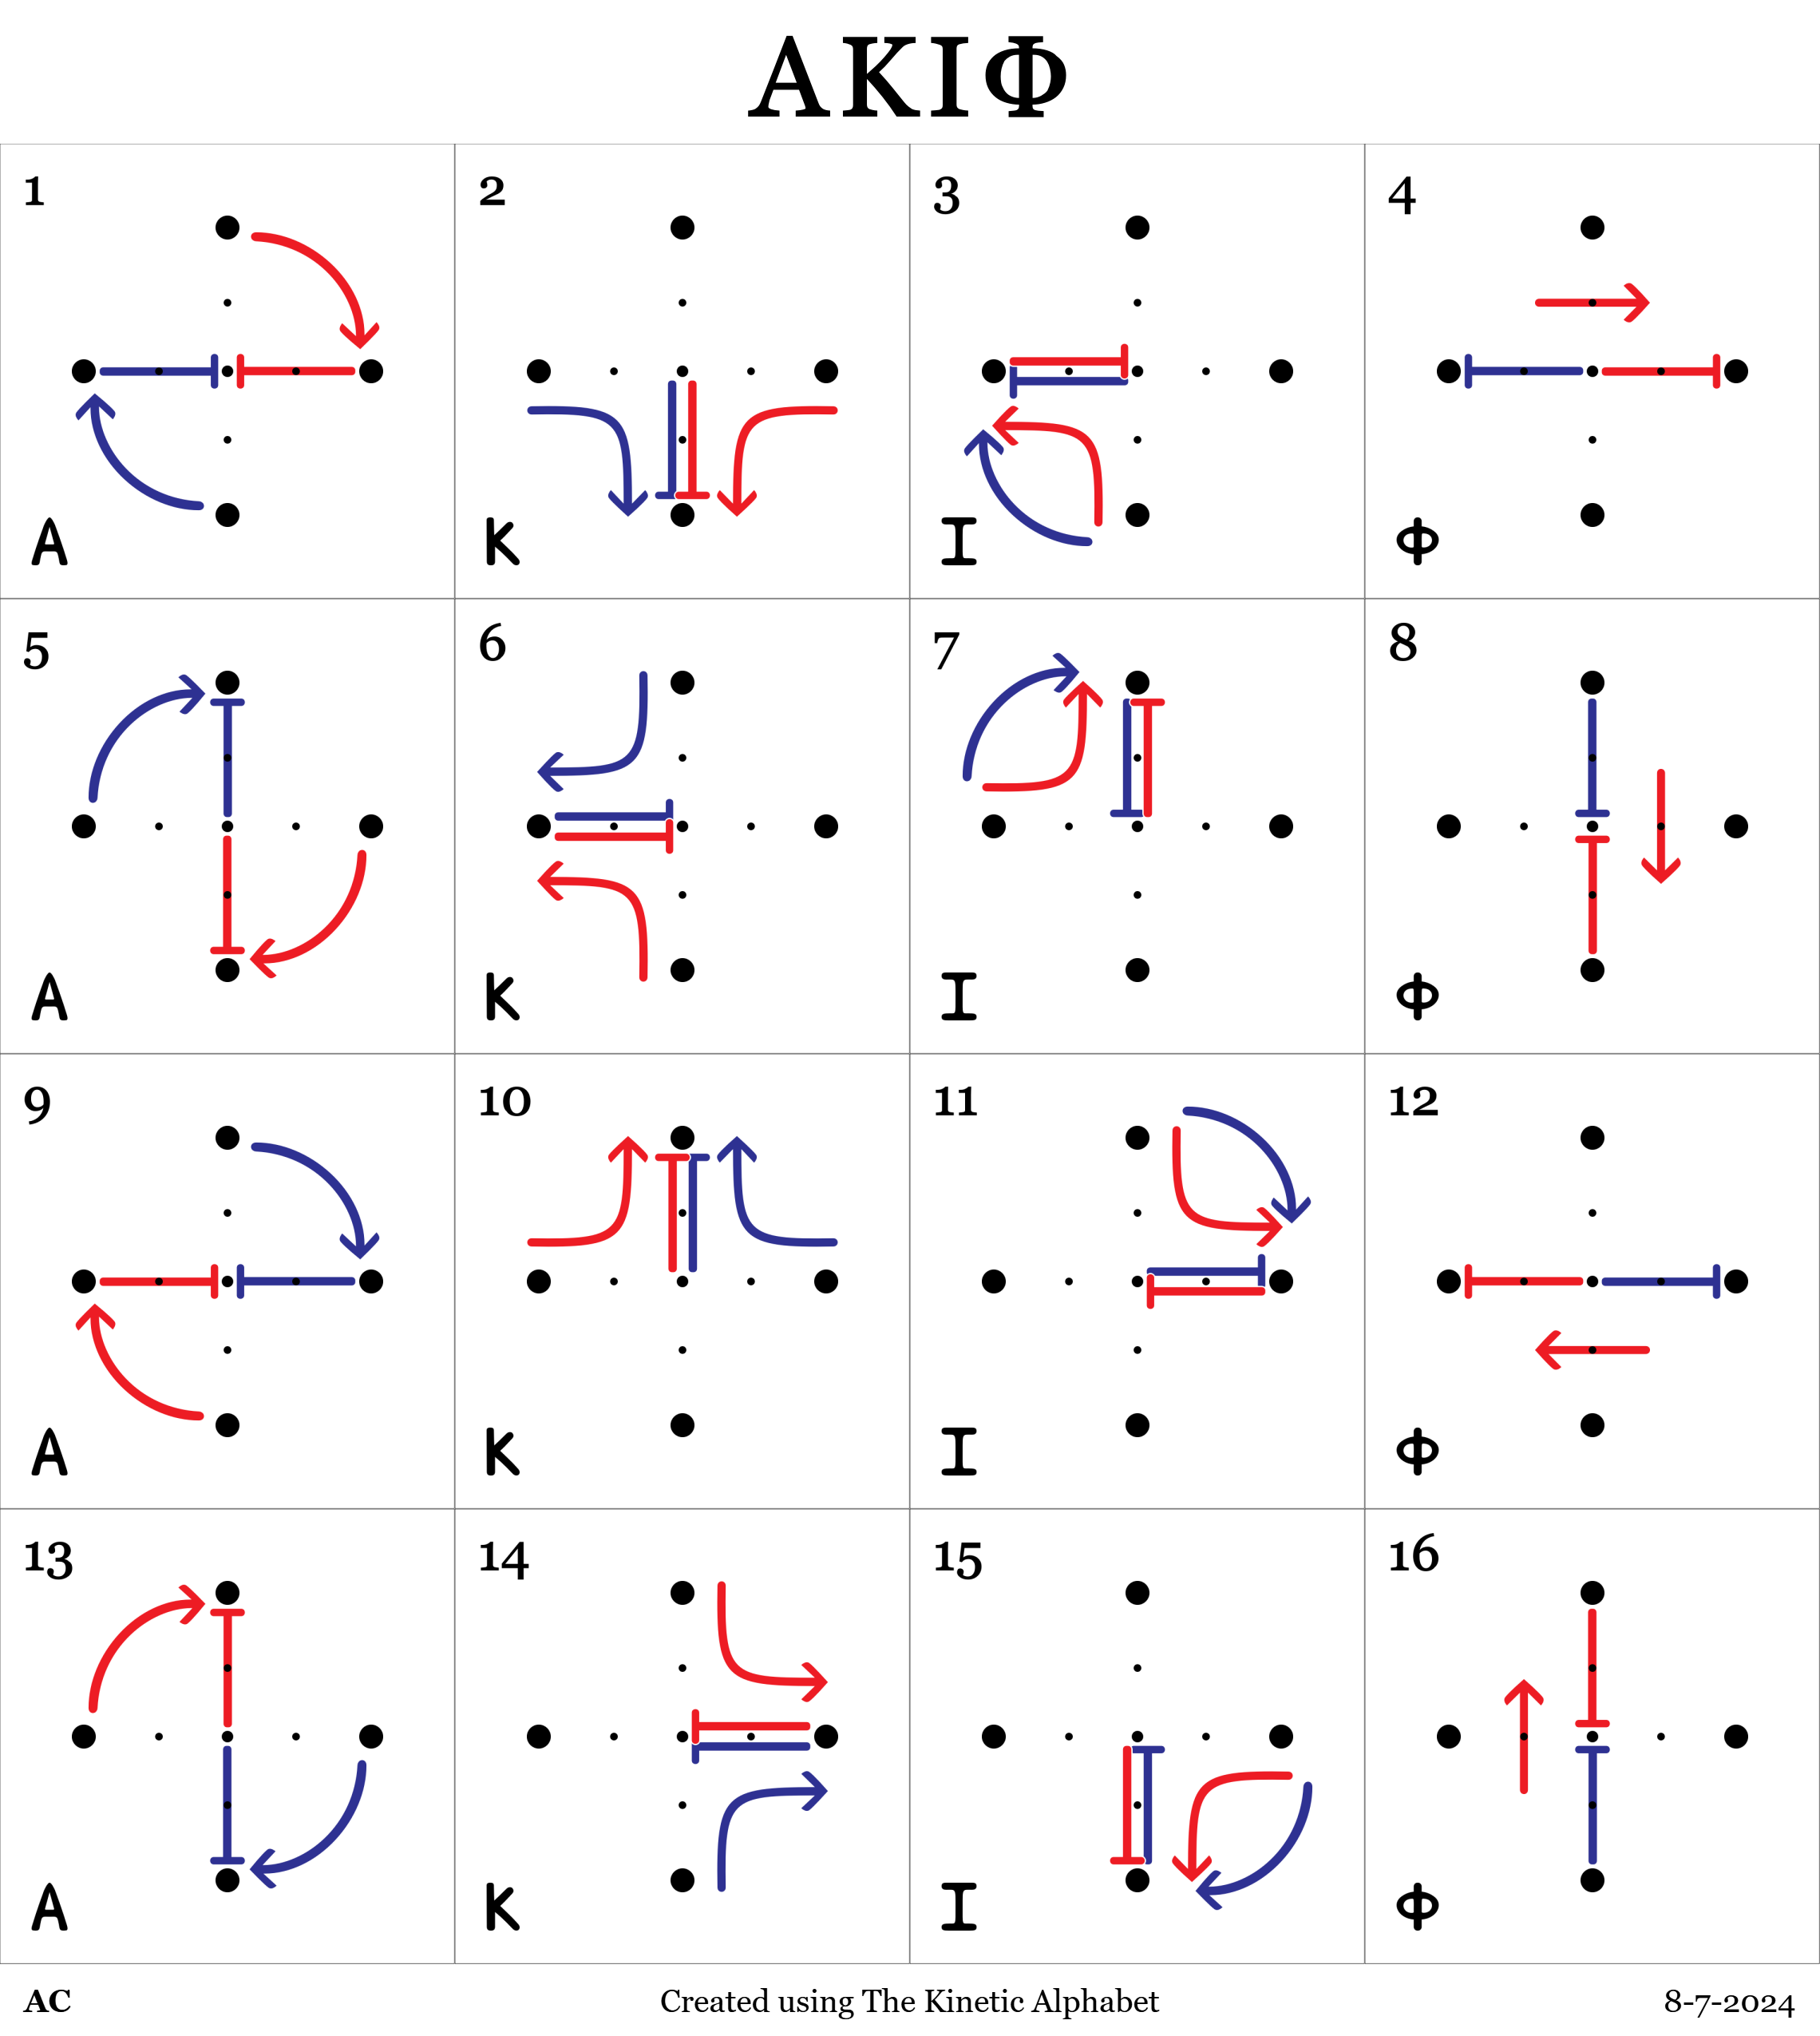 ΑΚΙΦ
1 2 3 4
A K I Φ
5 6 7 8
A K I Φ
9 10 11 12
A K I Φ
13 14 15 16
A K I Φ
AC Created using The Kinetic Alphabet 8-7-2024